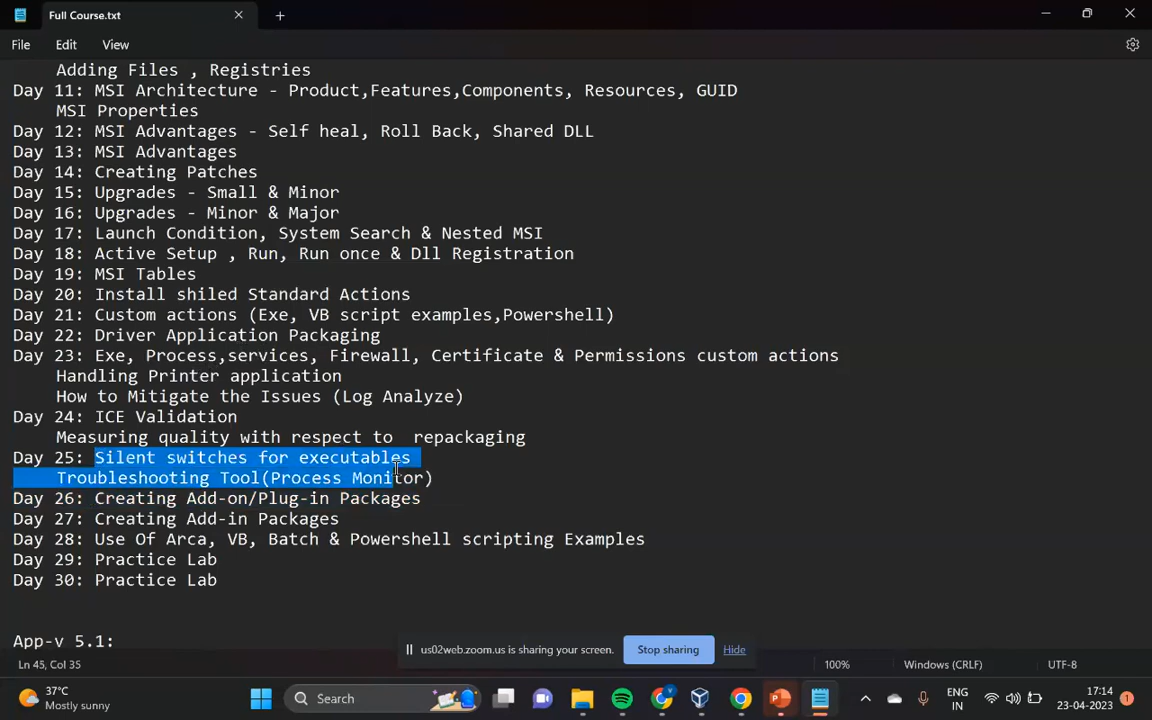 Full Course.txt
File Edit View
Adding Files , Registries
Day 11: MSI Architecture - Product,Features,Components, Resources, GUID
MSI Properties
Day 12: MSI Advantages - Self heal, Roll Back, Shared DLL
Day 13: MSI Advantages
Day 14: Creating Patches
Day 15: Upgrades - Small & Minor
Day 16: Upgrades - Minor & Major
Day 17: Launch Condition, System Search & Nested MSI
Day 18: Active Setup , Run, Run once & Dll Registration
Day 19: MSI Tables
Day 20: Install shiled Standard Actions
Day 21: Custom actions (Exe, VB script examples,Powershell)
Day 22: Driver Application Packaging
Day 23: Exe, Process,services, Firewall, Certificate & Permissions custom actions
Handling Printer application
How to Mitigate the Issues (Log Analyze)
Day 24: ICE Validation
Measuring quality with respect to  repackaging
Day 25: Silent switches for executables
Troubleshooting Tool(Process Monitor)
Day 26: Creating Add-on/Plug-in Packages
Day 27: Creating Add-in Packages
Day 28: Use Of Arca, VB, Batch & Powershell scripting Examples
Day 29: Practice Lab
Day 30: Practice Lab
App-v 5.1:
us02web.zoom.us is sharing your screen. Stop sharing Hide
Ln 45, Col 35 100% Windows (CRLF) UTF-8
37°C
Mostly sunny
Search
ENG
IN
17:14
23-04-2023
1